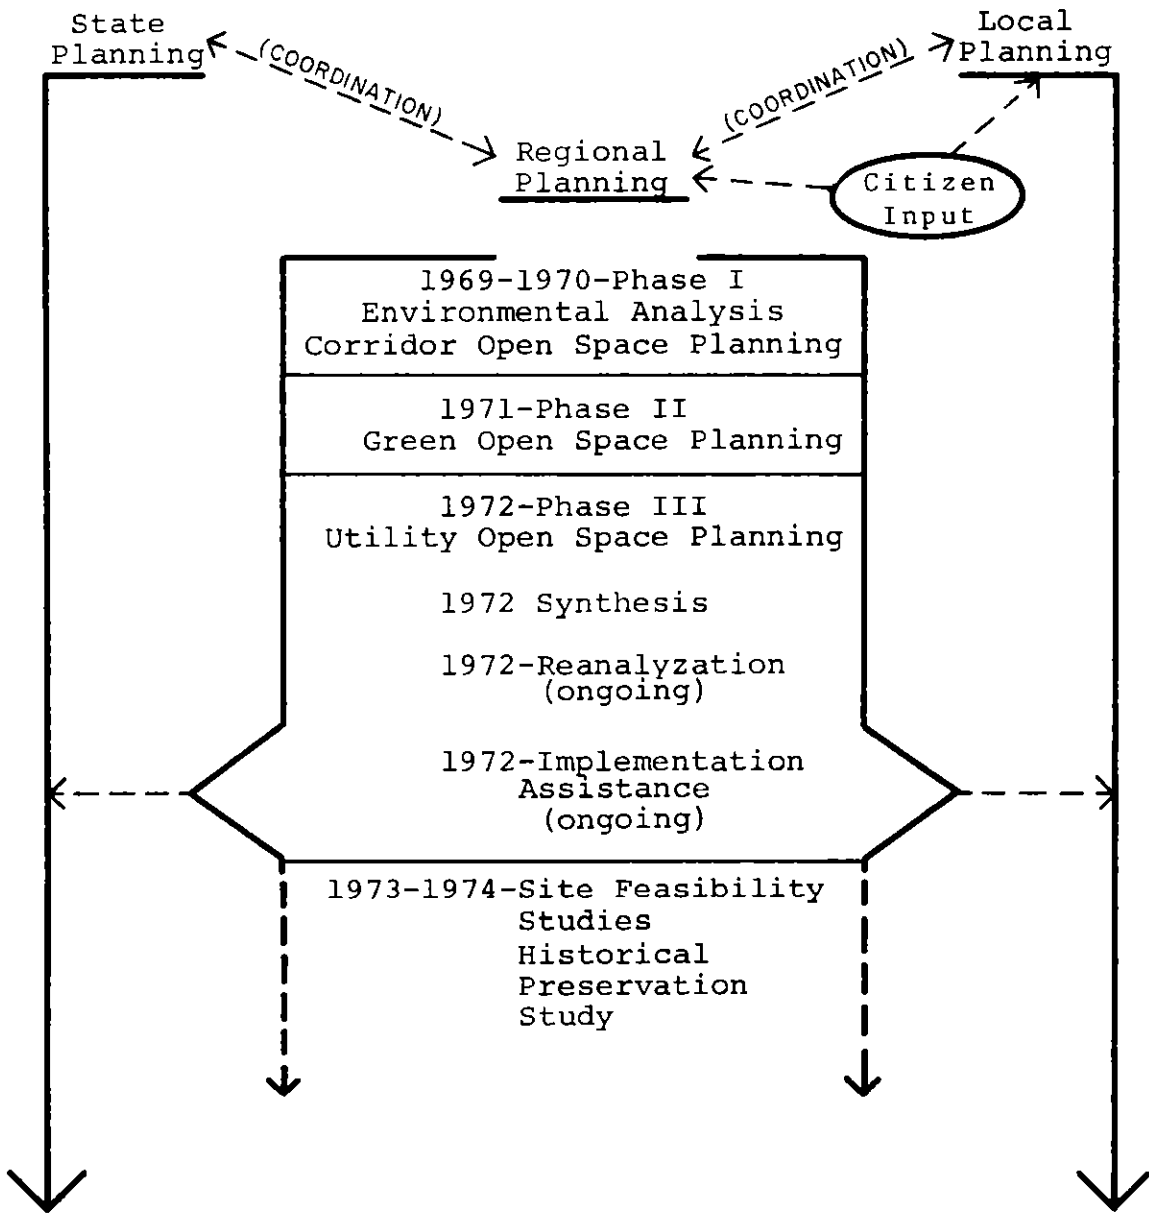 State
Planning
(COORDINATION)
Local
Planning
(COORDINATION)
Regional
Planning
Citizen
Input
1969-1970-Phase I
Environmental Analysis
Corridor Open Space Planning
1971-Phase II
Green Open Space Planning
1972-Phase III
Utility Open Space Planning
1972 Synthesis
1972-Reanalyzation
(ongoing)
1972-Implementation
Assistance
(ongoing)
1973-1974-Site Feasibility
Studies
Historical
Preservation
Study